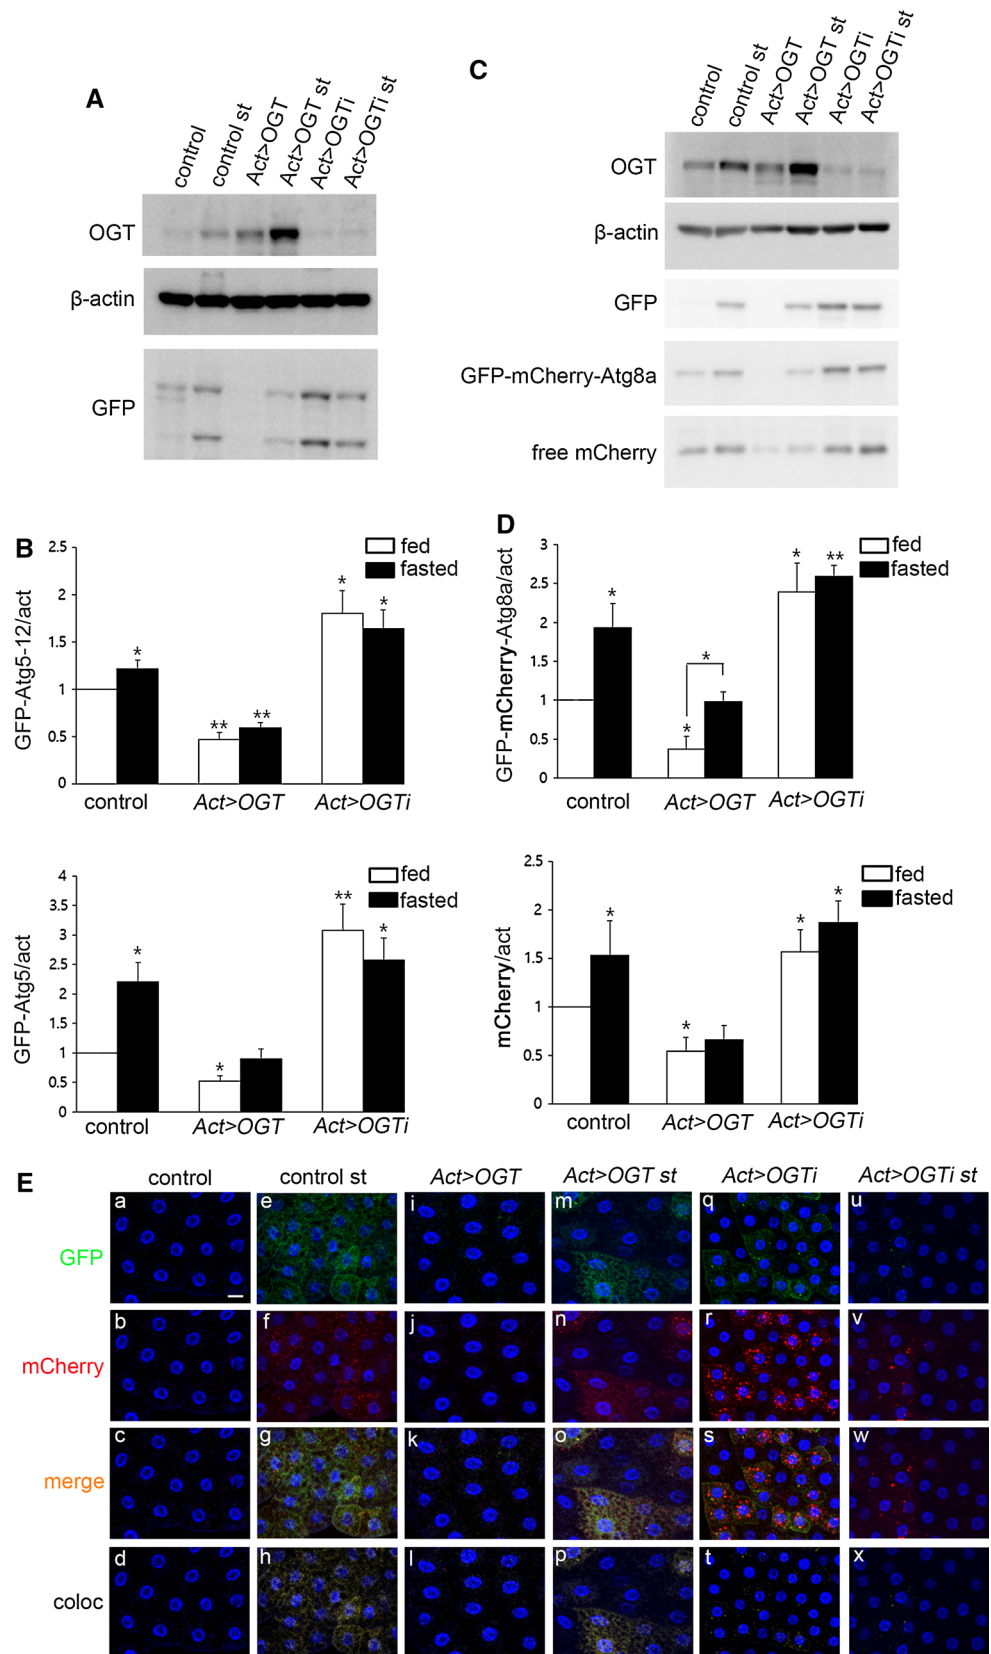 A
control
control st
Act>OGT
Act>OGT st
Act>OGTi
Act>OGTi st
OGT
β-actin
GFP
C
control
control st
Act>OGT
Act>OGT st
Act>OGTi
Act>OGTi st
OGT
β-actin
GFP
GFP-mCherry-Atg8a
free mCherry
B
GFP-Atg5-12/act
2.5
2
1.5
1
0.5
0
fed
fasted
*
**
**
*
*
control
Act>OGT
Act>OGTi
GFP-Atg5/act
4
3.5
3
2.5
2
1.5
1
0.5
0
fed
fasted
*
*
**
*
control
Act>OGT
Act>OGTi
D
GFP-mCherry-Atg8a/act
3
2.5
2
1.5
1
0.5
0
fed
fasted
*
*
*
*
**
control
Act>OGT
Act>OGTi
mCherry/act
2.5
2
1.5
1
0.5
0
fed
fasted
*
*
*
*
control
Act>OGT
Act>OGTi
E
control
control st
Act>OGT
Act>OGT st
Act>OGTi
Act>OGTi st
GFP
a
e
i
m
q
u
mCherry
b
f
j
n
r
v
merge
c
g
k
o
s
w
coloc
d
h
l
p
t
x